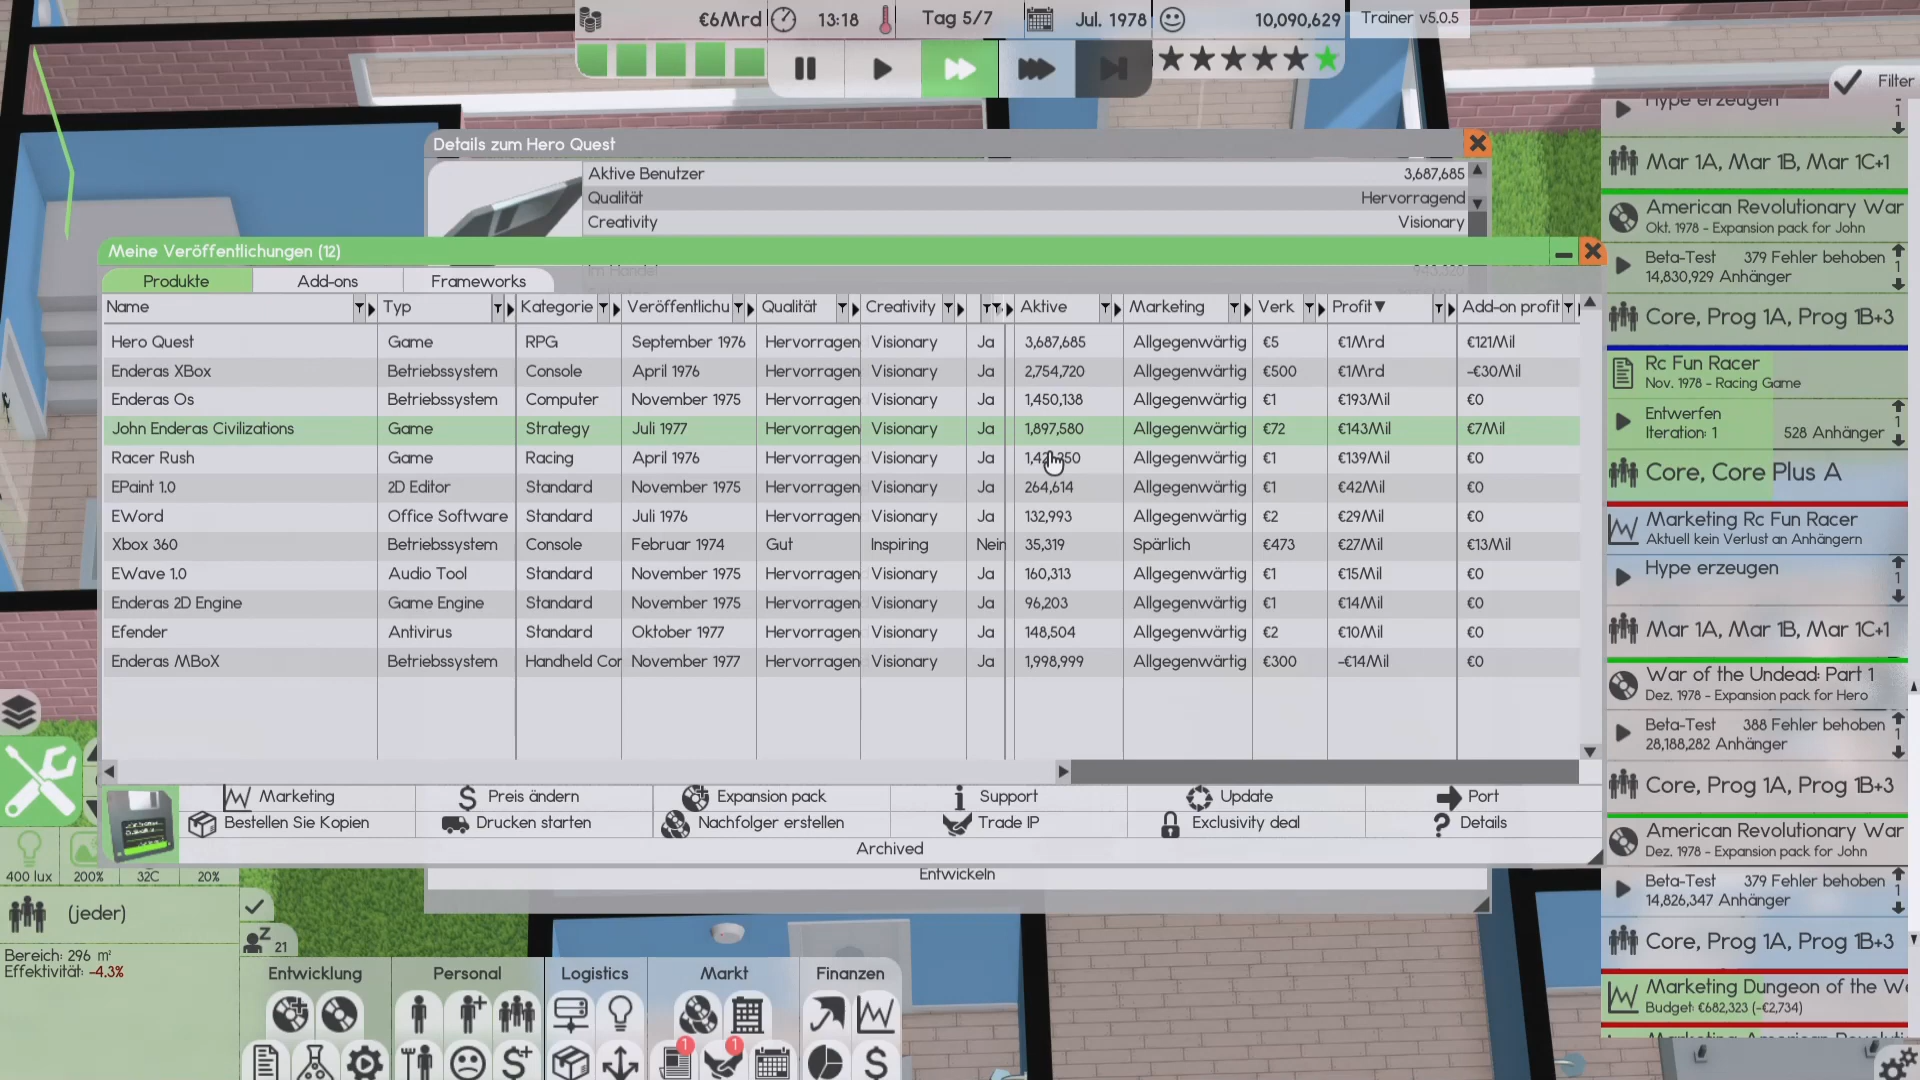 €6Mrd 13:18 Tag 5/7 Jul. 1978 10,090,629 Trainer v5.0.5
Filter
Details zum Hero Quest
Aktive Benutzer 3,687,685
Qualität Hervorragend
Creativity Visionary
Meine Veröffentlichungen (12)
Produkte Add-ons Frameworks
Name Typ Kategorie Veröffentlichu Qualität Creativity Aktive Marketing Verk Profit▼ Add-on profit
Hero Quest Game RPG September 1976 Hervorragen Visionary Ja 3,687,685 Allgegenwärtig €5 €1Mrd €121Mil
Enderas XBox Betriebssystem Console April 1976 Hervorragen Visionary Ja 2,754,720 Allgegenwärtig €500 €1Mrd -€30Mil
Enderas Os Betriebssystem Computer November 1975 Hervorragen Visionary Ja 1,450,138 Allgegenwärtig €1 €193Mil €0
John Enderas Civilizations Game Strategy Juli 1977 Hervorragen Visionary Ja 1,897,580 Allgegenwärtig €72 €143Mil €7Mil
Racer Rush Game Racing April 1976 Hervorragen Visionary Ja Allgegenwärtig €1 €139Mil €0
EPaint 1.0 2D Editor Standard November 1975 Hervorragen Visionary Ja 264,614 Allgegenwärtig €1 €42Mil €0
EWord Office Software Standard Juli 1976 Hervorragen Visionary Ja 132,993 Allgegenwärtig €2 €29Mil €0
Xbox 360 Betriebssystem Console Februar 1974 Gut Inspiring Nein 35,319 Spärlich €473 €27Mil €13Mil
EWave 1.0 Audio Tool Standard November 1975 Hervorragen Visionary Ja 160,313 Allgegenwärtig €1 €15Mil €0
Enderas 2D Engine Game Engine Standard November 1975 Hervorragen Visionary Ja 96,203 Allgegenwärtig €1 €14Mil €0
Efender Antivirus Standard Oktober 1977 Hervorragen Visionary Ja 148,504 Allgegenwärtig €2 €10Mil €0
Enderas MBoX Betriebssystem Handheld Cor November 1977 Hervorragen Visionary Ja 1,998,999 Allgegenwärtig €300 -€14Mil €0
Marketing Preis ändern Expansion pack Support Update Port
Bestellen Sie Kopien Drucken starten Nachfolger erstellen Trade IP Exclusivity deal Details
Archived
Entwickeln
Hype erzeugen
1
Mar 1A, Mar 1B, Mar 1C+1
American Revolutionary War
Okt. 1978 - Expansion pack for John
Beta-Test 379 Fehler behoben
14,830,929 Anhänger
1
Core, Prog 1A, Prog 1B+3
Rc Fun Racer
Nov. 1978 - Racing Game
Entwerfen
Iteration: 1 528 Anhänger
1
Core, Core Plus A
Marketing Rc Fun Racer
Aktuell kein Verlust an Anhängern
Hype erzeugen
1
Mar 1A, Mar 1B, Mar 1C+1
War of the Undead: Part 1
Dez. 1978 - Expansion pack for Hero
Beta-Test 388 Fehler behoben
28,188,282 Anhänger
1
Core, Prog 1A, Prog 1B+3
American Revolutionary War
Dez. 1978 - Expansion pack for John
Beta-Test 379 Fehler behoben
14,826,347 Anhänger
1
Core, Prog 1A, Prog 1B+3
Marketing Dungeon of the We
Budget: €682,323 (-€2,734)
400 lux 200% 32C 20%
(jeder)
Bereich: 296 m²
Effektivität: -4.3%
Z 21
Entwicklung Personal Logistics Markt Finanzen
1 1